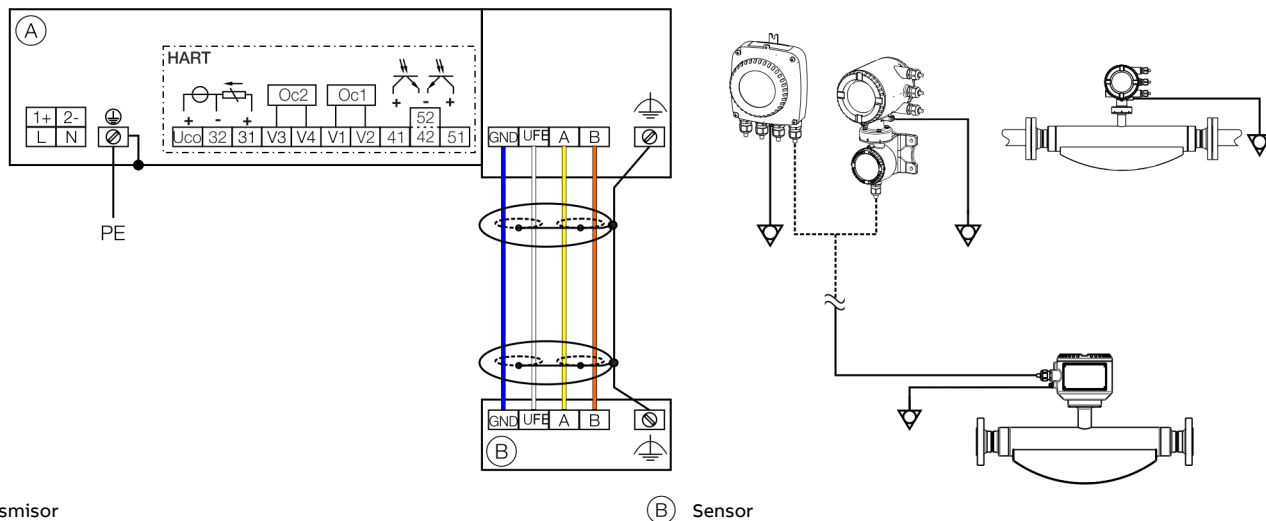 A
HART
Oc2 Oc1
+ - + + - +
1+ 2-
L N
52
Uco 32 31 V3 V4 V1 V2 41 42 51
GND UFE A B
PE
GND UFE A B
B
smisor
B Sensor